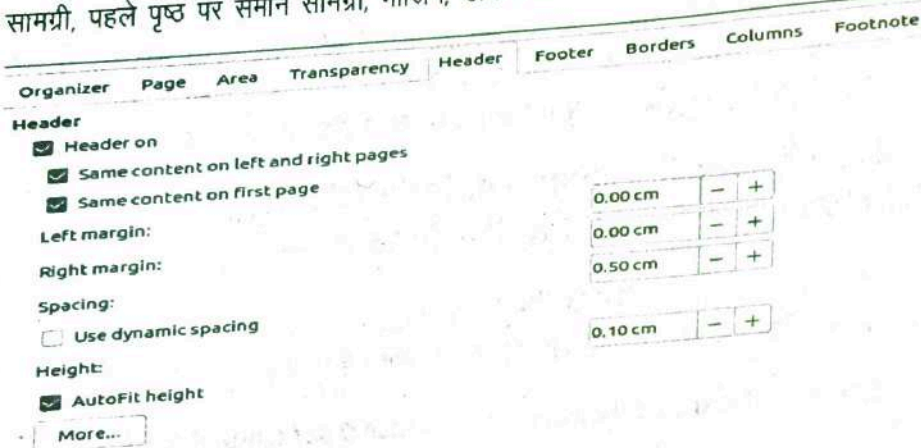 सामग्री, पहले पृष्ठ पर समान सामग्री,
Organizer Page Area Transparency Header Footer Borders Columns Footnote
Header
Header on
Same content on left and right pages
Same content on first page
Left margin: 0.00 cm - +
Right margin: 0.00 cm - +
Spacing: 0.50 cm - +
Use dynamic spacing
Height: 0.10 cm - +
AutoFit height
More...